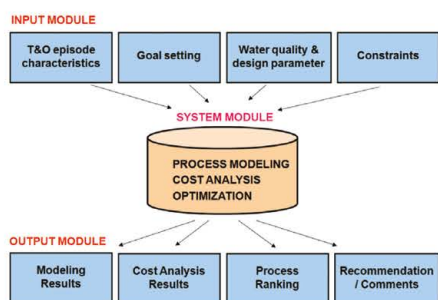 INPUT MODULE
T&O episode
characteristics
Goal setting
Water quality &
design parameter
Constraints
SYSTEM MODULE
PROCESS MODELING
COST ANALYSIS
OPTIMIZATION
OUTPUT MODULE
Modeling
Results
Cost Analysis
Results
Process
Ranking
Recommendation
/ Comments